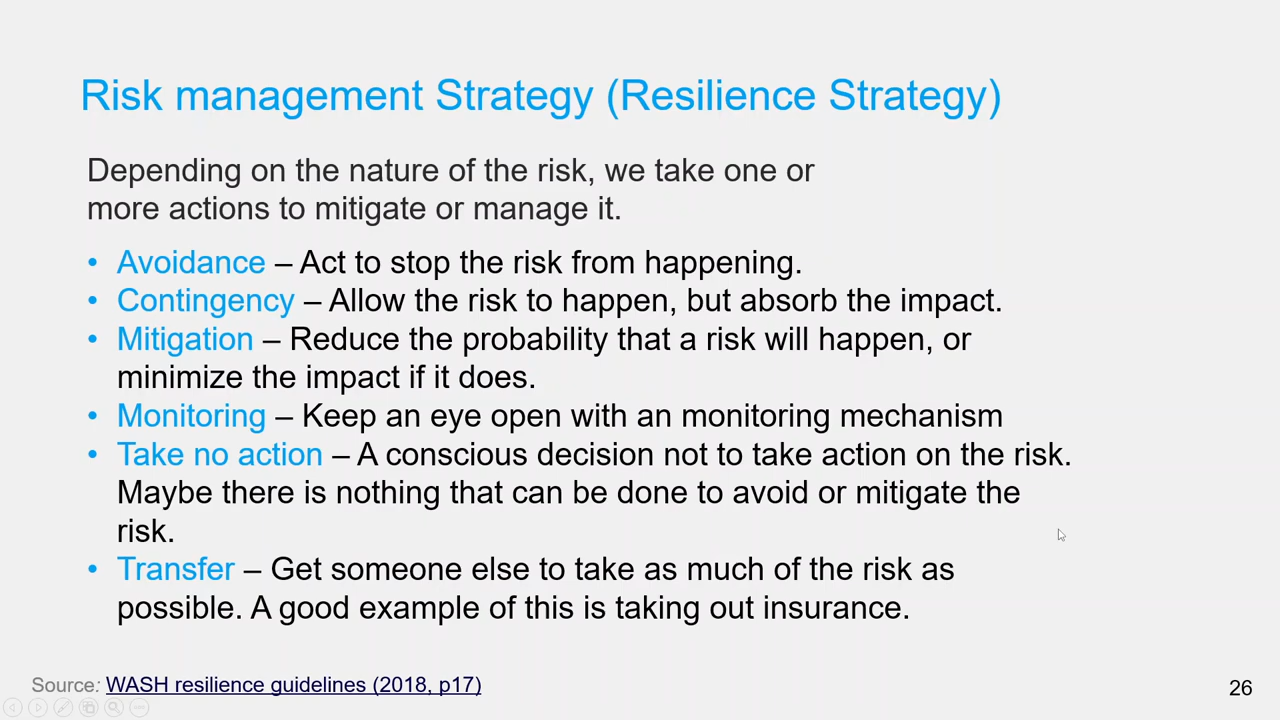 Risk management Strategy (Resilience Strategy)
Depending on the nature of the risk, we take one or
more actions to mitigate or manage it.
• Avoidance – Act to stop the risk from happening.
• Contingency – Allow the risk to happen, but absorb the impact.
• Mitigation – Reduce the probability that a risk will happen, or
minimize the impact if it does.
• Monitoring – Keep an eye open with an monitoring mechanism
• Take no action – A conscious decision not to take action on the risk.
Maybe there is nothing that can be done to avoid or mitigate the
risk.
• Transfer – Get someone else to take as much of the risk as
possible. A good example of this is taking out insurance.
Source: WASH resilience guidelines (2018, p17)
26